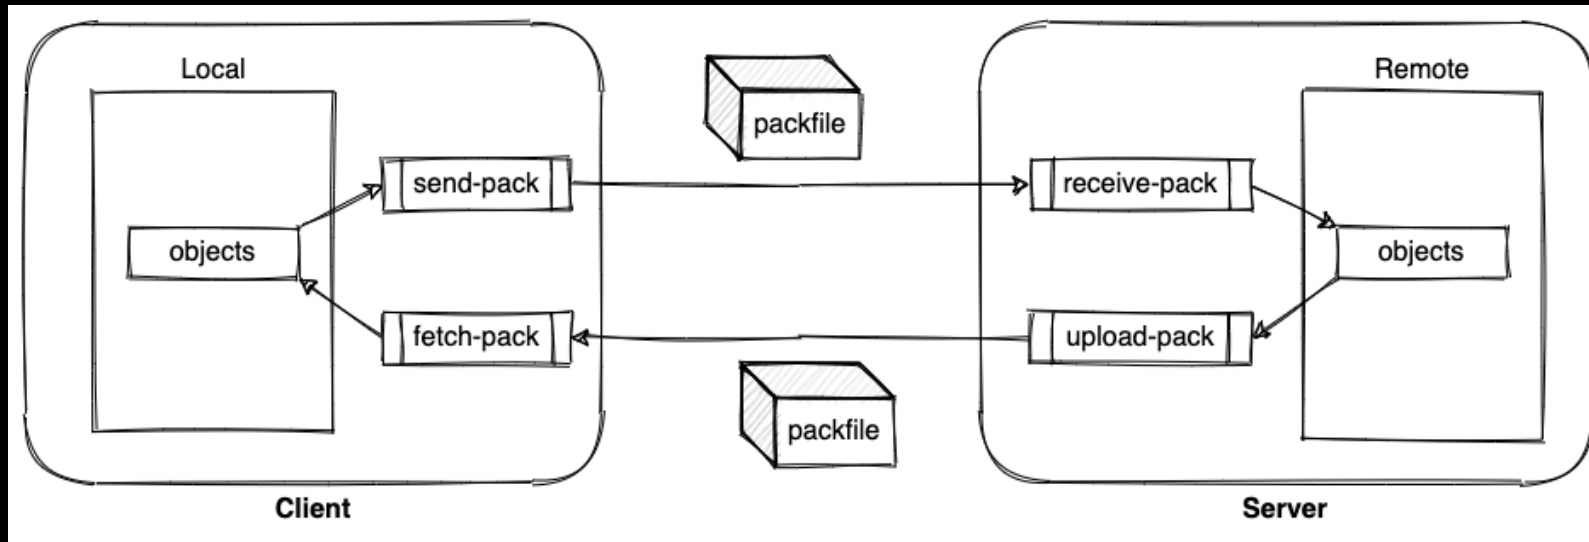 Local
Remote
packfile
send-pack
receive-pack
objects
objects
fetch-pack
upload-pack
packfile
Client
Server